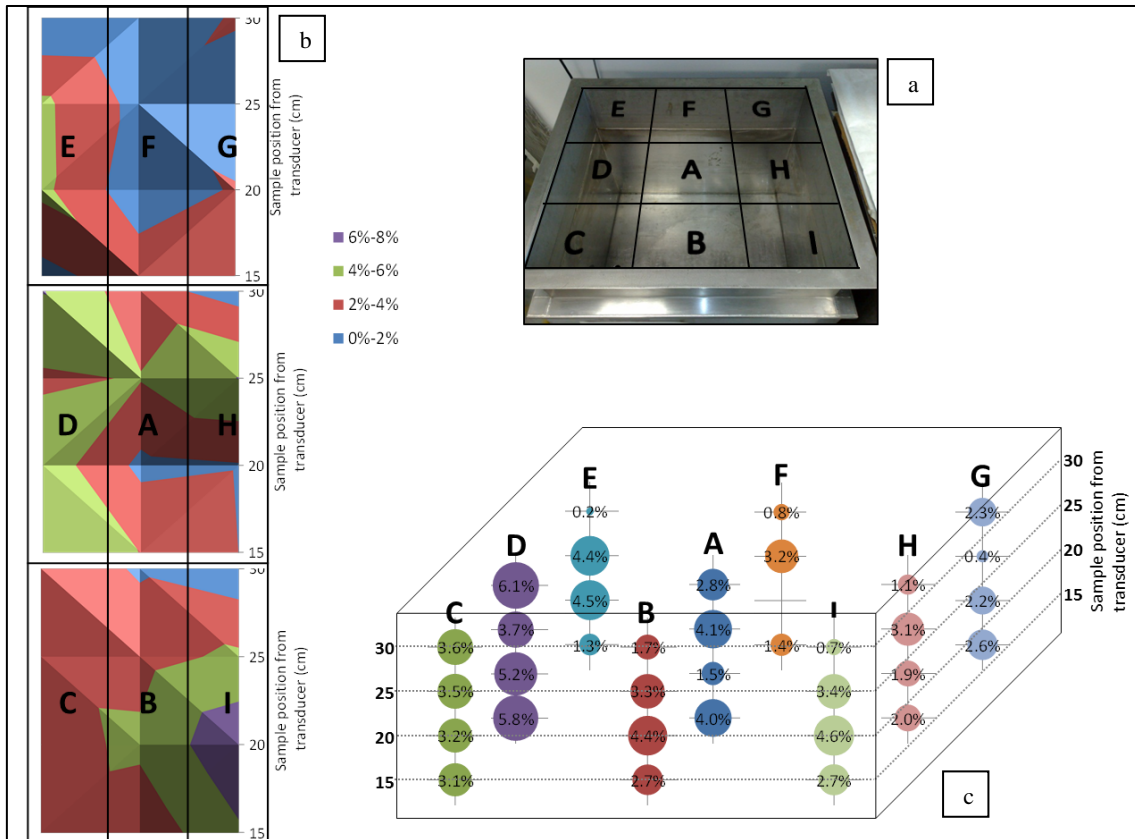 b
30
25
20
15
Sample position from
transducer (cm)
E F G
30
25
20
15
Sample position from
transducer (cm)
D A H
30
25
20
15
Sample position from
transducer (cm)
C B I
6%-8%
4%-6%
2%-4%
0%-2%
a
E F G
D A H
C B I
c
E
0.2%
4.4%
4.5%
1.3%
F
0.8%
3.2%
1.4%
G
2.3%
0.4%
2.2%
2.6%
D
6.1%
3.7%
5.2%
5.8%
A
2.8%
4.1%
1.5%
4.0%
H
1.1%
3.1%
1.9%
2.0%
C
3.6%
3.5%
3.2%
3.1%
B
1.7%
3.3%
4.4%
2.7%
I
0.7%
3.4%
4.6%
2.7%
30
25
20
15
30
25
20
15
Sample position from
transducer (cm)